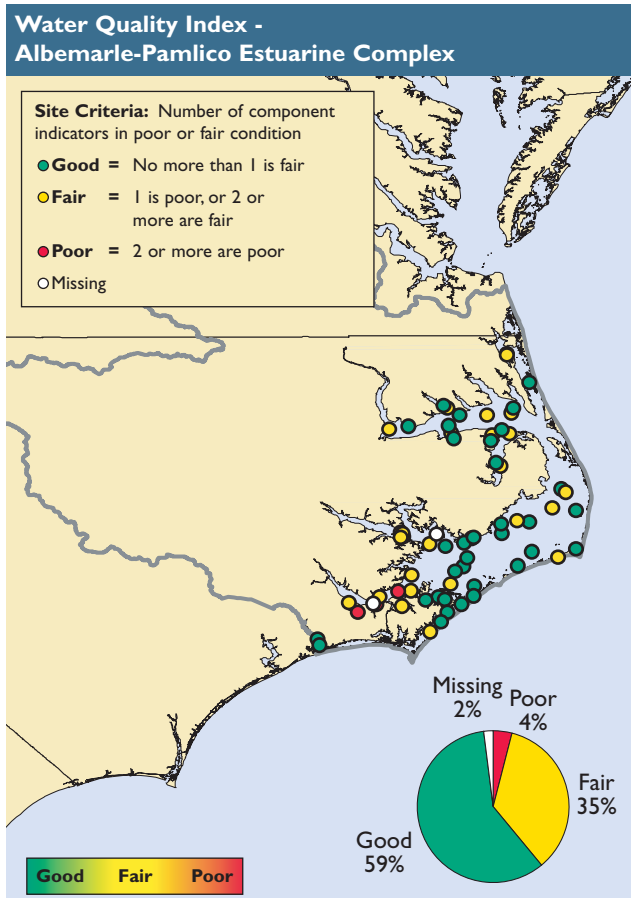 Water Quality Index -
Albemarle-Pamlico Estuarine Complex
Site Criteria: Number of component
indicators in poor or fair condition
Good = No more than 1 is fair
Fair = 1 is poor, or 2 or
more are fair
Poor = 2 or more are poor
Missing
Missing
2%
Poor
4%
Fair
35%
Good
59%
Good Fair Poor